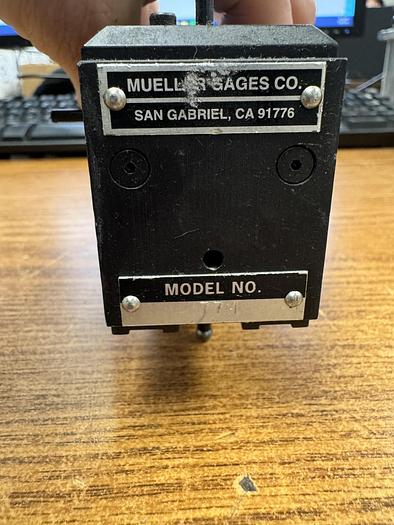 MUELLER GAGES CO.
SAN GABRIEL, CA 91776
MODEL NO.